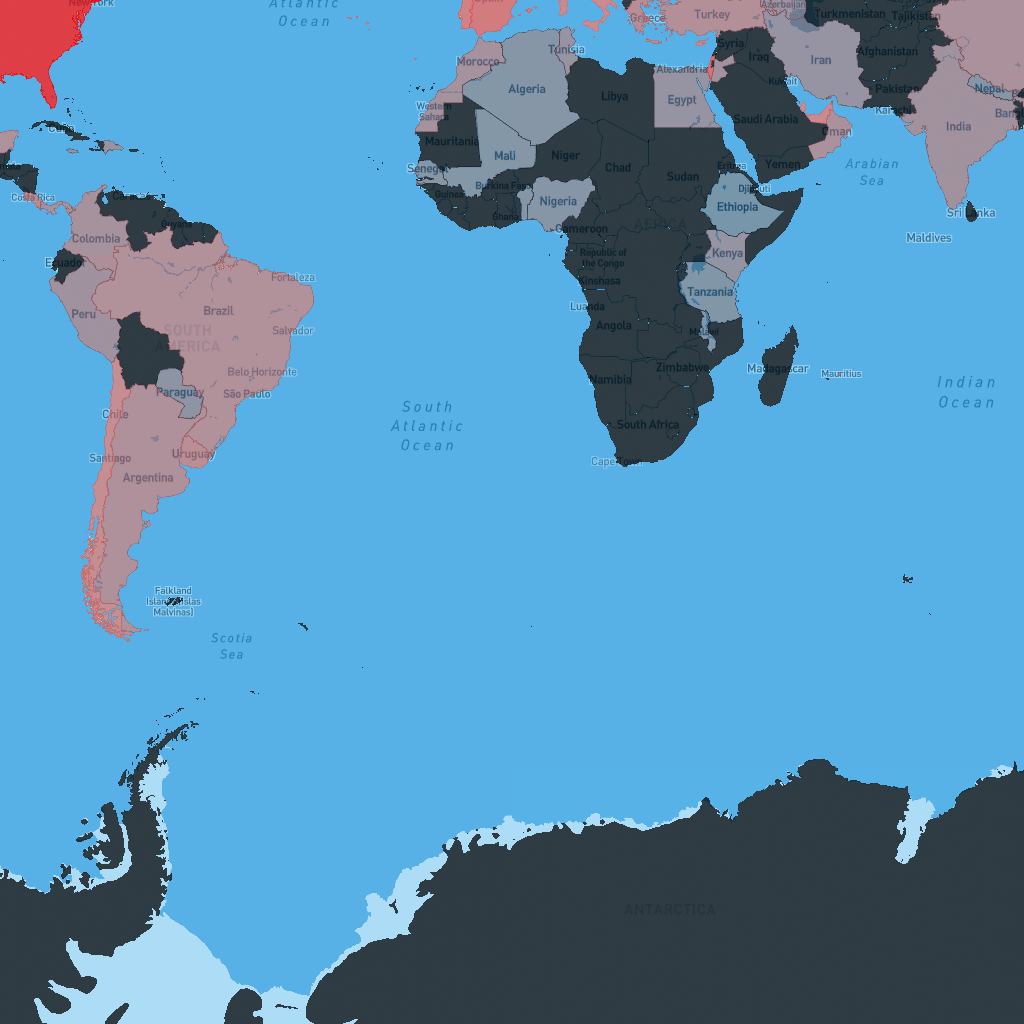 New York
Atlantic
Ocean
Spain
Greece
Turkey
Azerbaijan
Turkmenistan
Tajikistan
Tunisia
Syria
Iraq
Iran
Afghanistan
Morocco
Alexandria
Kuwait
Pakistan
Nepal
Algeria
Libya
Egypt
Karachi
Western
Sahara
Saudi Arabia
India
Cuba
Mauritania
Oman
Mali
Niger
Chad
Sudan
Yemen
Arabian
Sea
Senegal
Burkina Faso
Eritrea
Djibouti
Costa Rica
Caracas
Guinea
Ghana
Nigeria
Ethiopia
Sri Lanka
Guyana
Cameroon
AFRICA
Maldives
Colombia
Ecuador
Republic of
the Congo
Kenya
Kinshasa
Fortaleza
Tanzania
Luanda
Peru
Brazil
Angola
Malawi
SOUTH
AMERICA
Salvador
Zimbabwe
Madagascar
Mauritius
Belo Horizonte
Namibia
Indian
Ocean
Paraguay
São Paulo
South
Atlantic
Ocean
Chile
South Africa
Santiago
Uruguay
Cape Town
Argentina
Falkland
Islands (Islas
Malvinas)
Scotia
Sea
ANTARCTICA